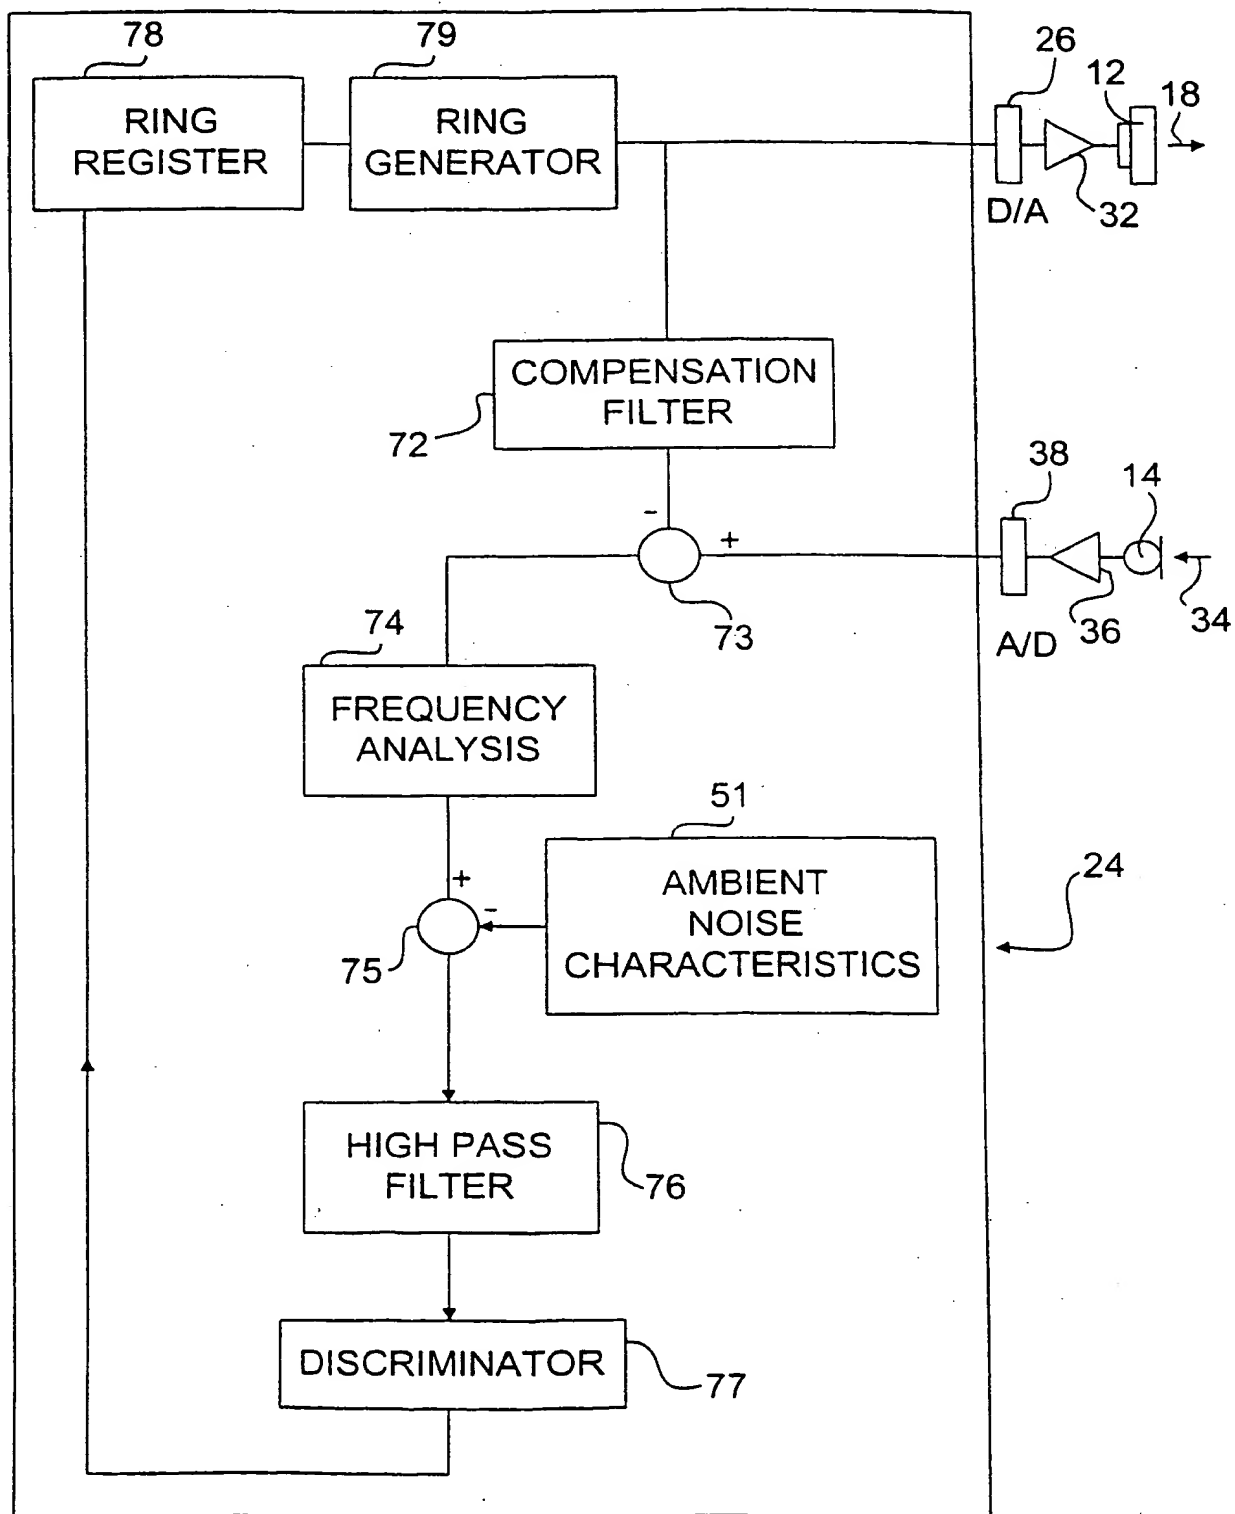 78
79
26
12
18
RING
REGISTER
RING
GENERATOR
D/A
32
COMPENSATION
FILTER
72
-
+
38
14
73
A/D
36
34
74
FREQUENCY
ANALYSIS
51
+
-
AMBIENT
NOISE
CHARACTERISTICS
24
75
HIGH PASS
FILTER
76
DISCRIMINATOR
77